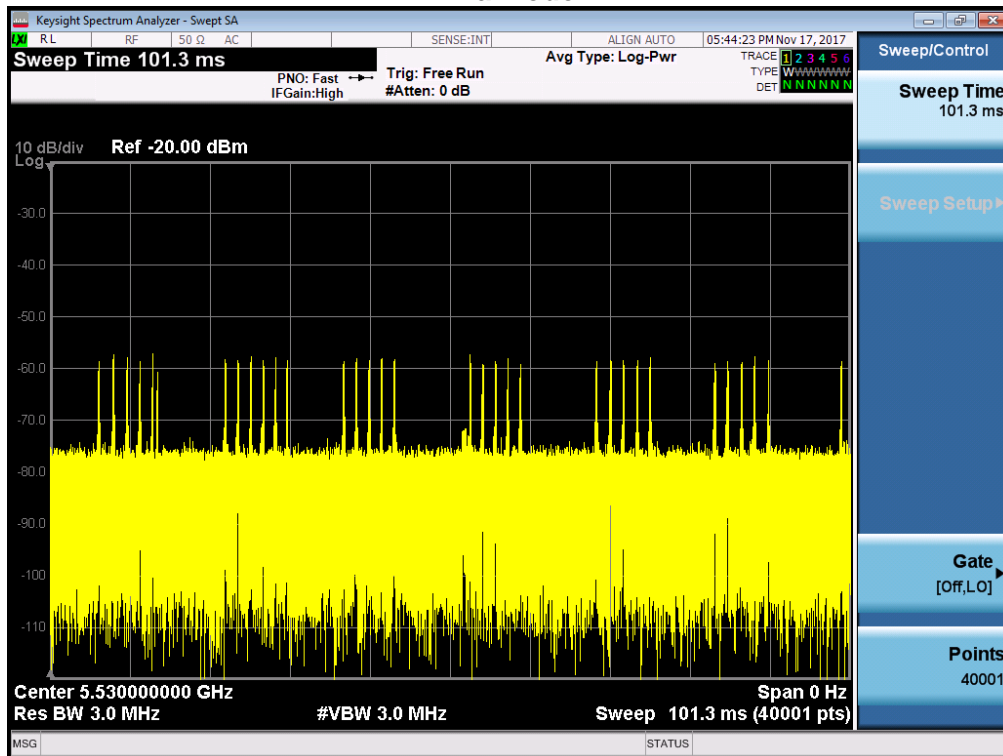 Keysight Spectrum Analyzer - Swept SA
LXI RL RF 50 Ω AC SENSE:INT ALIGN AUTO 05:44:23 PM Nov 17, 2017
Sweep Time 101.3 ms
PNO: Fast
IFGain:High
Trig: Free Run
#Atten: 0 dB
Avg Type: Log-Pwr
TRACE 1 2 3 4 5 6
TYPE WWWWWW
DET N N N N N N
10 dB/div Ref -20.00 dBm
Log
-30.0
-40.0
-50.0
-60.0
-70.0
-80.0
-90.0
-100
-110
Center 5.530000000 GHz Span 0 Hz
Res BW 3.0 MHz #VBW 3.0 MHz Sweep 101.3 ms (40001 pts)
MSG STATUS
Sweep/Control
Sweep Time
101.3 ms
Sweep Setup
Gate
[Off,LO]
Points
40001